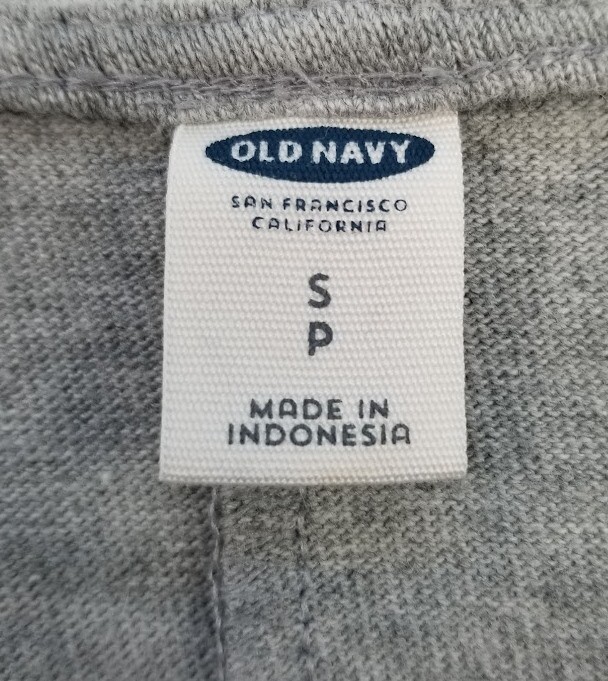 OLD NAVY
SAN FRANCISCO
CALIFORNIA
S
P
MADE IN
INDONESIA